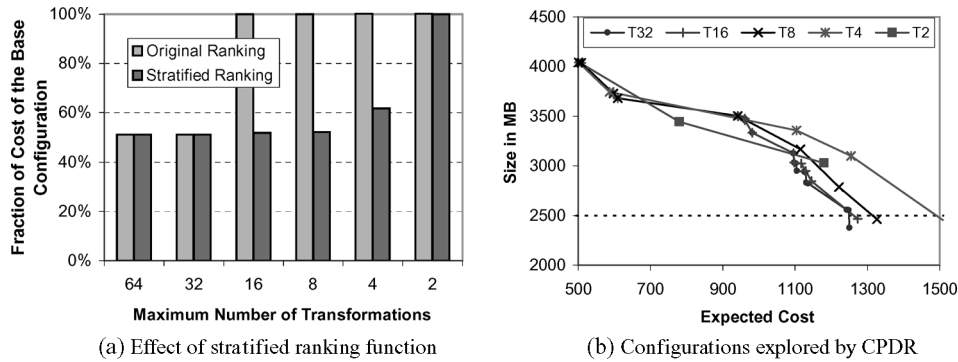 Fraction of Cost of the Base
Configuration
100%
80%
60%
40%
20%
0%
Original Ranking
Stratified Ranking
64 32 16 8 4 2
Maximum Number of Transformations
(a) Effect of stratified ranking function
Size in MB
4500
4000
3500
3000
2500
2000
T32 T16 T8 T4 T2
500 700 900 1100 1300 1500
Expected Cost
(b) Configurations explored by CPDR